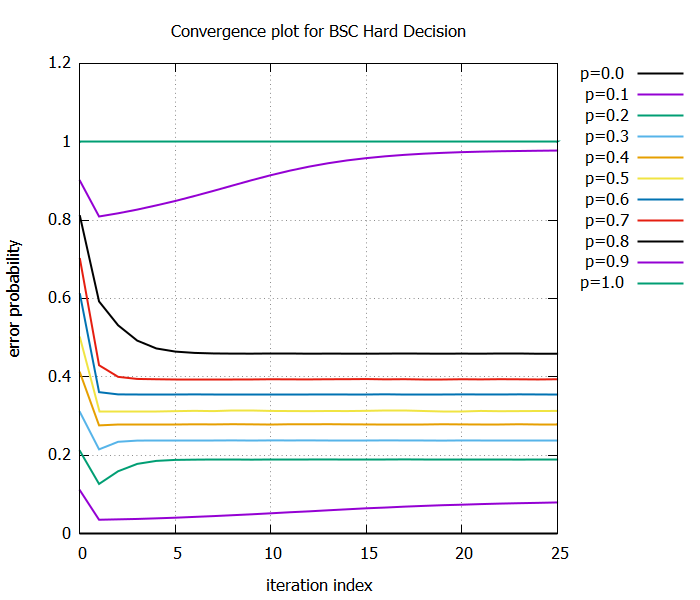 Convergence plot for BSC Hard Decision
1.2
1
0.8
0.6
0.4
0.2
0
0 5 10 15 20 25
error probability
iteration index
p=0.0
p=0.1
p=0.2
p=0.3
p=0.4
p=0.5
p=0.6
p=0.7
p=0.8
p=0.9
p=1.0